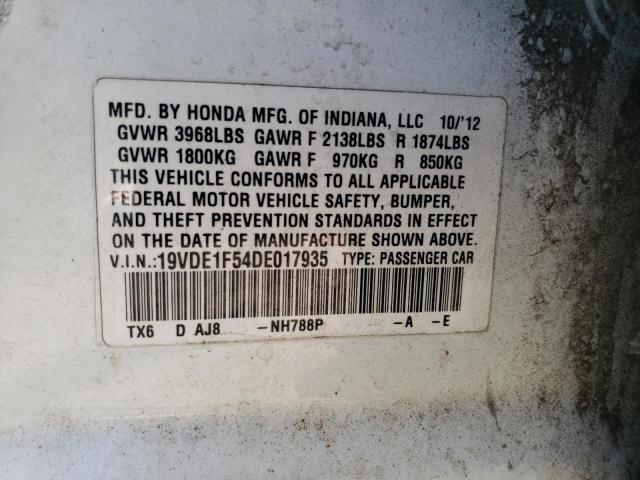 MFD. BY HONDA MFG. OF INDIANA, LLC 10/'12
GVWR 3968LBS GAWR F 2138LBS R 1874LBS
GVWR 1800KG GAWR F 970KG R 850KG
THIS VEHICLE CONFORMS TO ALL APPLICABLE
FEDERAL MOTOR VEHICLE SAFETY, BUMPER,
AND THEFT PREVENTION STANDARDS IN EFFECT
ON THE DATE OF MANUFACTURE SHOWN ABOVE.
V.I.N.:19VDE1F54DE017935 TYPE: PASSENGER CAR
TX6 D AJ8 -NH788P -A -E